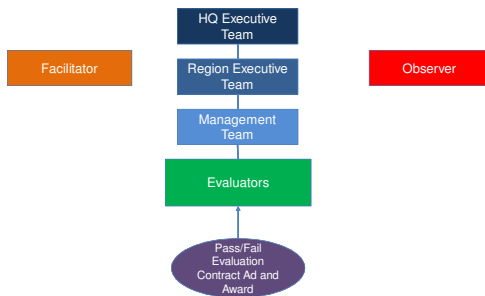 HQ Executive
Team
Facilitator
Region Executive
Team
Observer
Management
Team
Evaluators
Pass/Fail
Evaluation
Contract Ad and
Award